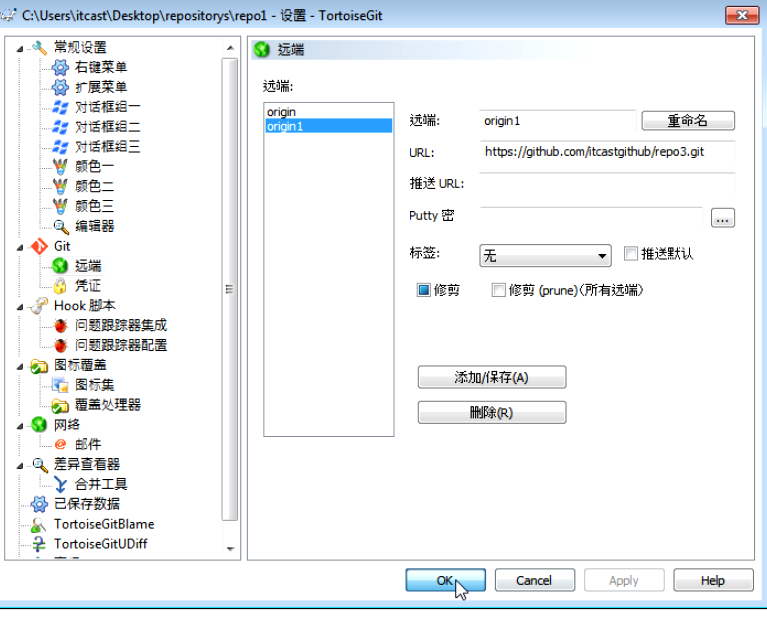 C:\Users\itcast\Desktop\repositorys\repo1 - 设置 - TortoiseGit
常规设置
右键菜单
扩展菜单
对话框组一
对话框组二
对话框组三
颜色一
颜色二
颜色三
编辑器
Git
远端
凭证
Hook 脚本
问题跟踪器集成
问题跟踪器配置
图标覆盖
图标集
覆盖处理器
网络
邮件
差异查看器
合并工具
已保存数据
TortoiseGitBlame
TortoiseGitUDiff
远端
远端:
origin
origin1
远端: origin1 重命名
URL: https://github.com/itcastgithub/repo3.git
推送 URL:
Putty 密 ...
标签: 无 推送默认
修剪 修剪 (prune)(所有远端)
添加/保存(A)
删除(R)
OK Cancel Apply Help